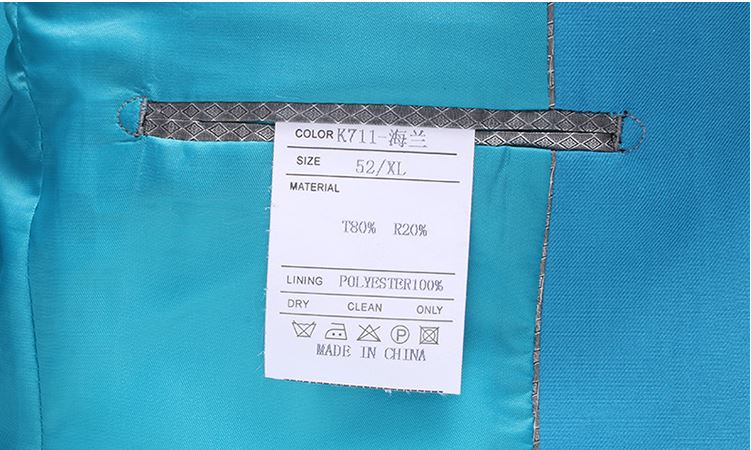 COLOR K711-海兰
SIZE 52/XL
MATERIAL
T80% R20%
LINING POLYESTER100%
DRY CLEAN ONLY
P
MADE IN CHINA